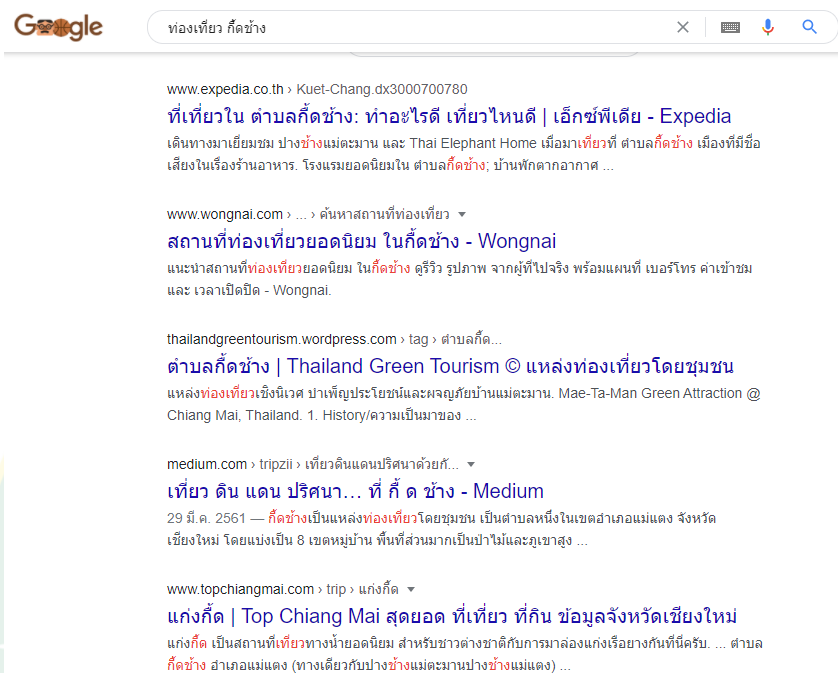 Google
ท่องเที่ยว กื้ดช้าง
www.expedia.co.th › Kuet-Chang.dx3000700780
ที่เที่ยวใน ตำบลกื้ดช้าง: ทำอะไรดี เที่ยวไหนดี | เอ็กซ์พีเดีย - Expedia
เดินทางมาเยี่ยมชม ปางช้างแม่ตะมาน และ Thai Elephant Home เมื่อมาเที่ยวที่ ตำบลกื้ดช้าง เมืองที่มีชื่อ
เสียงในเรื่องร้านอาหาร. โรงแรมยอดนิยมใน ตำบลกื้ดช้าง; บ้านพักตากอากาศ ...
www.wongnai.com › ... › ค้นหาสถานที่ท่องเที่ยว
สถานที่ท่องเที่ยวยอดนิยม ในกื้ดช้าง - Wongnai
แนะนำสถานที่ท่องเที่ยวยอดนิยม ในกื้ดช้าง ดูรีวิว รูปภาพ จากผู้ที่ไปจริง พร้อมแผนที่ เบอร์โทร ค่าเข้าชม
และ เวลาเปิดปิด - Wongnai.
thailandgreentourism.wordpress.com › tag › ตำบลกื้ด...
ตำบลกื้ดช้าง | Thailand Green Tourism © แหล่งท่องเที่ยวโดยชุมชน
แหล่งท่องเที่ยวเชิงนิเวศ บำเพ็ญประโยชน์และผจญภัยบ้านแม่ตะมาน. Mae-Ta-Man Green Attraction @
Chiang Mai, Thailand. 1. History/ความเป็นมาของ ...
medium.com › tripzii › เที่ยวดินแดนปริศนาด้วยกั...
เที่ยว ดิน แดน ปริศนา… ที่ กื้ ด ช้าง - Medium
29 มี.ค. 2561 — กื้ดช้างเป็นแหล่งท่องเที่ยวโดยชุมชน เป็นตำบลหนึ่งในเขตอำเภอแม่แตง จังหวัด
เชียงใหม่ โดยแบ่งเป็น 8 เขตหมู่บ้าน พื้นที่ส่วนมากเป็นป่าไม้และภูเขาสูง ...
www.topchiangmai.com › trip › แก่งกื้ด
แก่งกื้ด | Top Chiang Mai สุดยอด ที่เที่ยว ที่กิน ข้อมูลจังหวัดเชียงใหม่
แก่งกื้ด เป็นสถานที่เที่ยวทางน้ำยอดนิยม สำหรับชาวต่างชาติกับการมาล่องแก่งเรือยางกันที่นี่ครับ. ... ตำบล
กื้ดช้าง อำเภอแม่แตง (ทางเดียวกับปางช้างแม่ตะมานปางช้างแม่แตง) ...